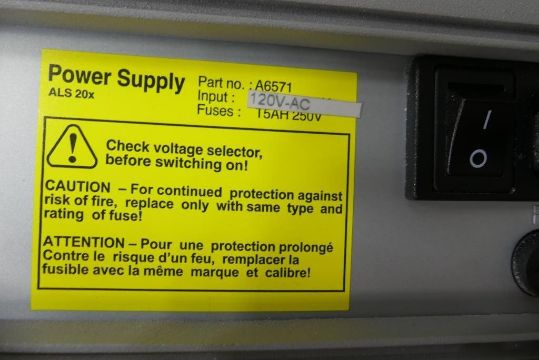 Power Supply
ALS 20x
Part no. : A6571
Input : 120V-AC
Fuses : T5AH 250V
Check voltage selector,
before switching on!
CAUTION – For continued protection against
risk of fire, replace only with same type and
rating of fuse!
ATTENTION – Pour une protection prolongé
Contre le risque d'un feu, remplacer la
fusible avec la même marque et calibre!
I
O